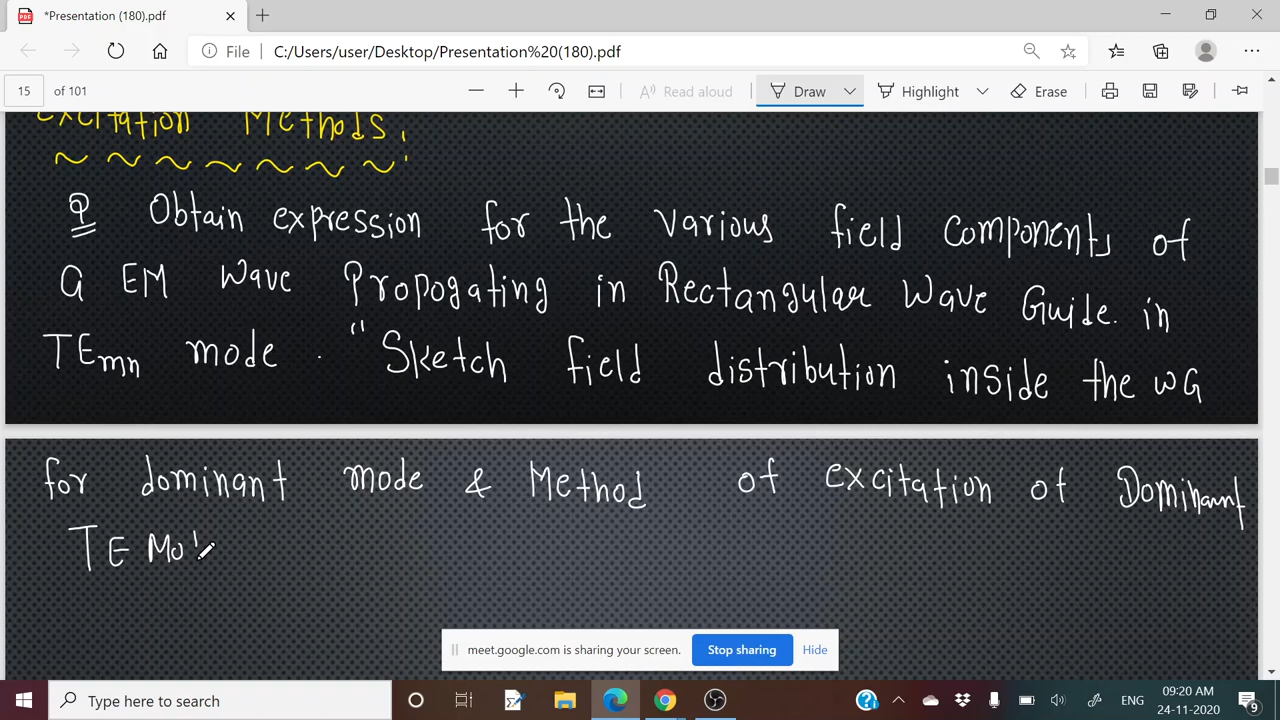 *Presentation (180).pdf
File C:/Users/user/Desktop/Presentation%20(180).pdf
15 of 101 Read aloud Draw Highlight Erase
Excitation Methods:
Q Obtain expression for the various field components of
a EM Wave Propogating in Rectangular Wave Guide. in
TEmn mode. "Sketch field distribution inside the WG
for dominant mode & Method of excitation of Dominant
TE Mo
meet.google.com is sharing your screen. Stop sharing Hide
Type here to search ENG 09:20 AM
24-11-2020 9